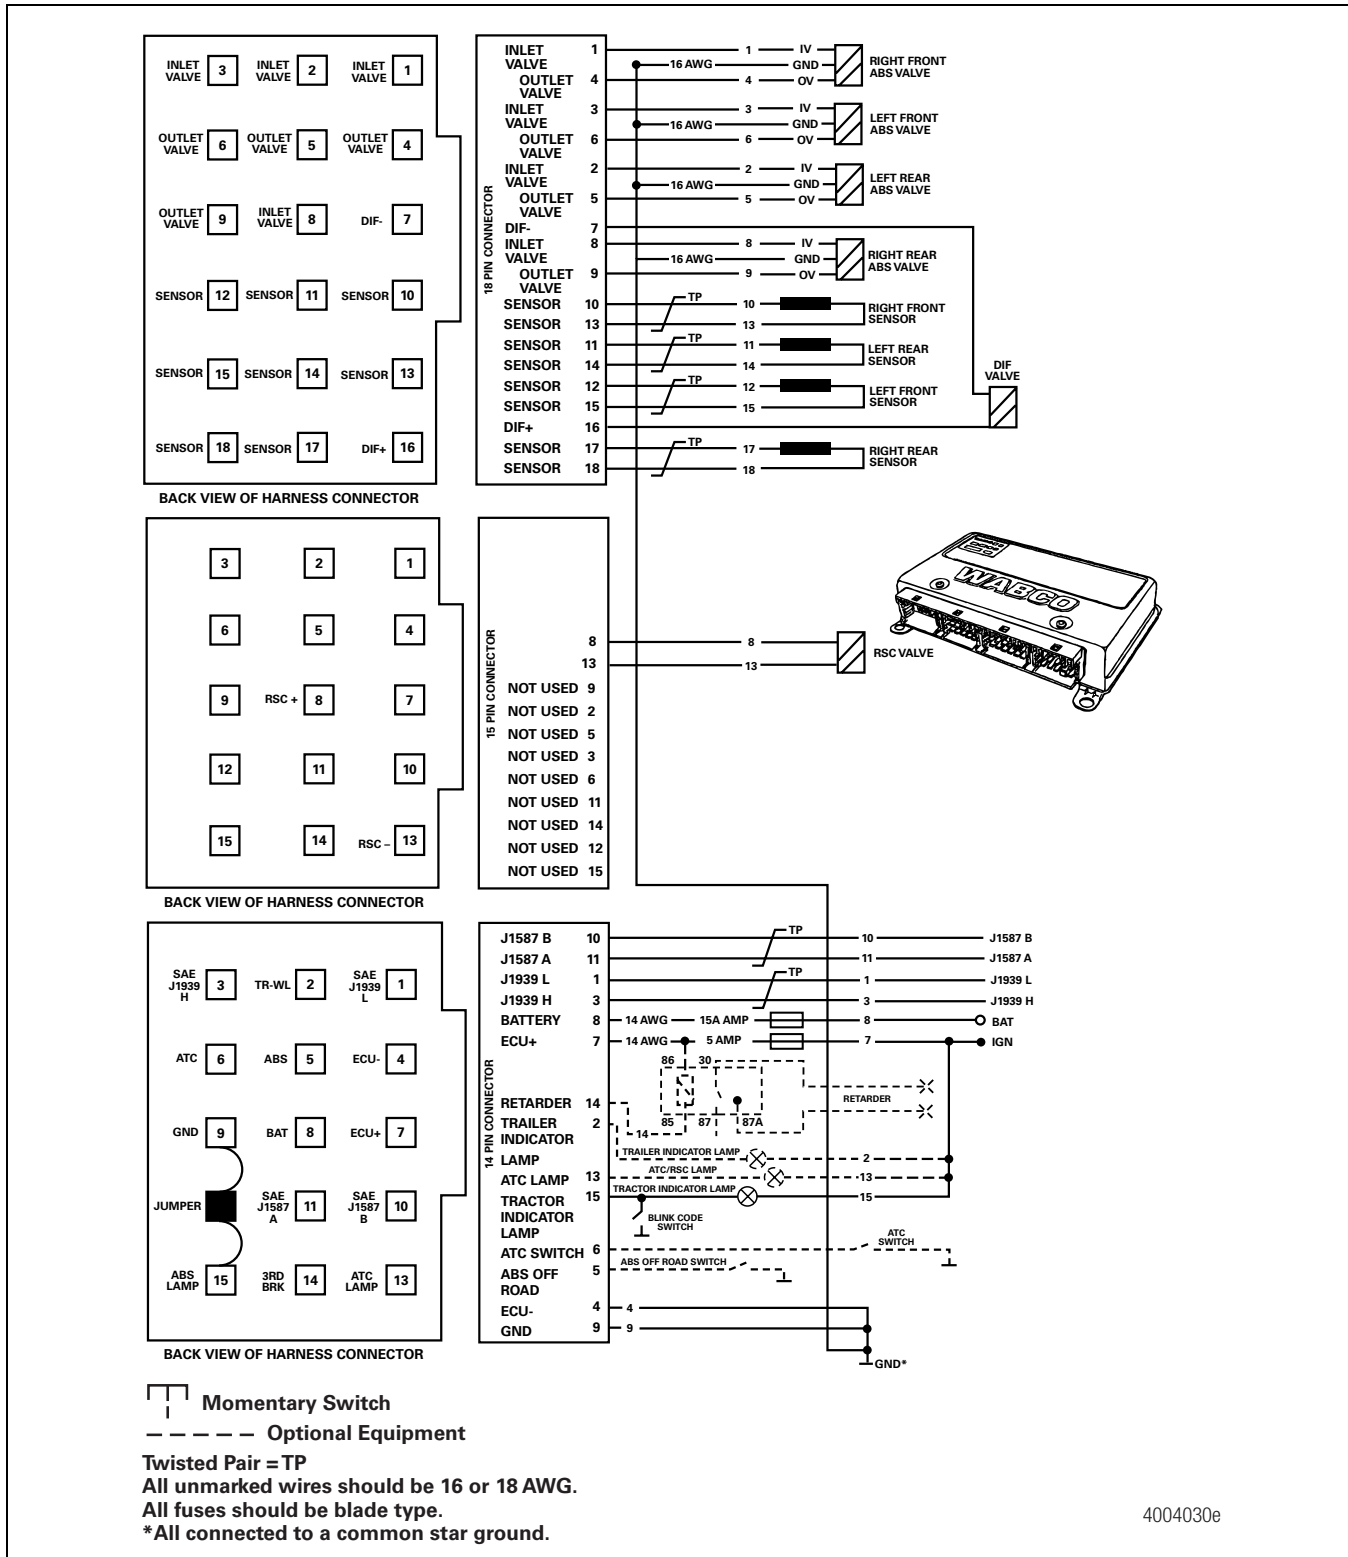 INLET VALVE 3 INLET VALVE 2 INLET VALVE 1
OUTLET VALVE 6 OUTLET VALVE 5 OUTLET VALVE 4
OUTLET VALVE 9 INLET VALVE 8 DIF- 7
SENSOR 12 SENSOR 11 SENSOR 10
SENSOR 15 SENSOR 14 SENSOR 13
SENSOR 18 SENSOR 17 DIF+ 16
BACK VIEW OF HARNESS CONNECTOR
18 PIN CONNECTOR
INLET VALVE 1 1 IV
16 AWG GND
OUTLET VALVE 4 4 OV
RIGHT FRONT
ABS VALVE
INLET VALVE 3 3 IV
16 AWG GND
OUTLET VALVE 6 6 OV
LEFT FRONT
ABS VALVE
INLET VALVE 2 2 IV
16 AWG GND
OUTLET VALVE 5 5 OV
LEFT REAR
ABS VALVE
DIF- 7
INLET VALVE 8 8 IV
16 AWG GND
OUTLET VALVE 9 9 OV
RIGHT REAR
ABS VALVE
SENSOR 10 TP 10
SENSOR 13 13
RIGHT FRONT
SENSOR
SENSOR 11 TP 11
SENSOR 14 14
LEFT REAR
SENSOR
SENSOR 12 TP 12
SENSOR 15 15
LEFT FRONT
SENSOR
DIF
VALVE
DIF+ 16
SENSOR 17 TP 17
SENSOR 18 18
RIGHT REAR
SENSOR
3 2 1
6 5 4
9 RSC + 8 7
12 11 10
15 14 RSC – 13
BACK VIEW OF HARNESS CONNECTOR
15 PIN CONNECTOR
8 8
13 13
RSC VALVE
NOT USED 9
NOT USED 2
NOT USED 5
NOT USED 3
NOT USED 6
NOT USED 11
NOT USED 14
NOT USED 12
NOT USED 15
WABCO
SAE J1939 H 3 TR-WL 2 SAE J1939 L 1
ATC 6 ABS 5 ECU- 4
GND 9 BAT 8 ECU+ 7
JUMPER SAE J1587 A 11 SAE J1587 B 10
ABS LAMP 15 3RD BRK 14 ATC LAMP 13
BACK VIEW OF HARNESS CONNECTOR
14 PIN CONNECTOR
J1587 B 10 TP 10 J1587 B
J1587 A 11 11 J1587 A
J1939 L 1 TP 1 J1939 L
J1939 H 3 3 J1939 H
BATTERY 8 14 AWG 15A AMP 8 BAT
ECU+ 7 14 AWG 5 AMP 7 IGN
86 30
RETARDER
RETARDER 14
14 85 87 87A
TRAILER INDICATOR LAMP 2 TRAILER INDICATOR LAMP 2
ATC LAMP 13 ATC/RSC LAMP 13
TRACTOR INDICATOR LAMP 15 TRACTOR INDICATOR LAMP 15
BLINK CODE
SWITCH
ATC SWITCH 6 ATC
SWITCH
ABS OFF ROAD 5 ABS OFF ROAD SWITCH
ECU- 4 4
GND 9 9
GND*
Momentary Switch
Optional Equipment
Twisted Pair = TP
All unmarked wires should be 16 or 18 AWG.
All fuses should be blade type.
*All connected to a common star ground.
4004030e